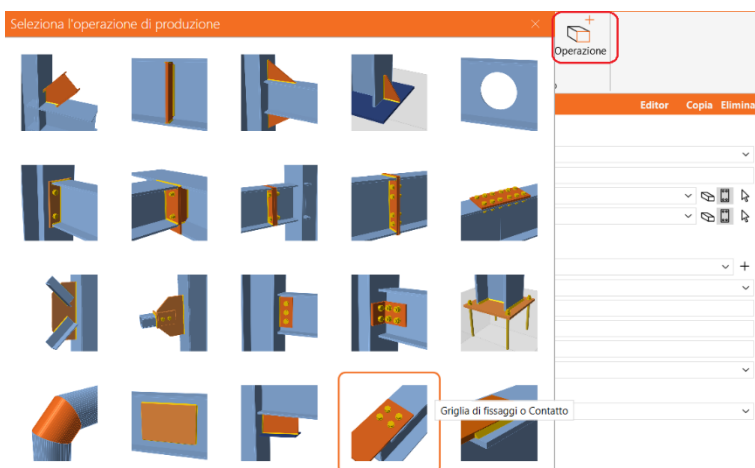 Seleziona l'operazione di produzione
Operazione
Editor Copia Elimina
Griglia di fissaggi o Contatto